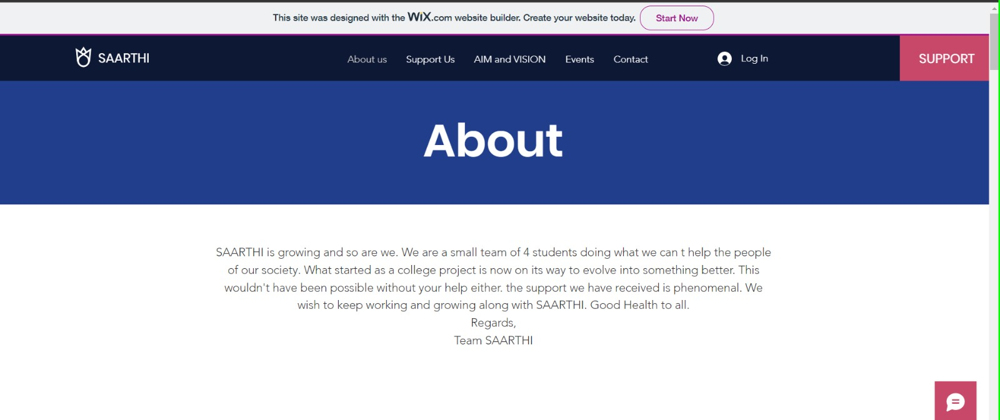 This site was designed with the WiX.com website builder. Create your website today. Start Now
SAARTHI About us Support Us AIM and VISION Events Contact Log In SUPPORT
About
SAARTHI is growing and so are we. We are a small team of 4 students doing what we can t help the people
of our society. What started as a college project is now on its way to evolve into something better. This
wouldn't have been possible without your help either. the support we have received is phenomenal. We
wish to keep working and growing along with SAARTHI. Good Health to all.
Regards,
Team SAARTHI